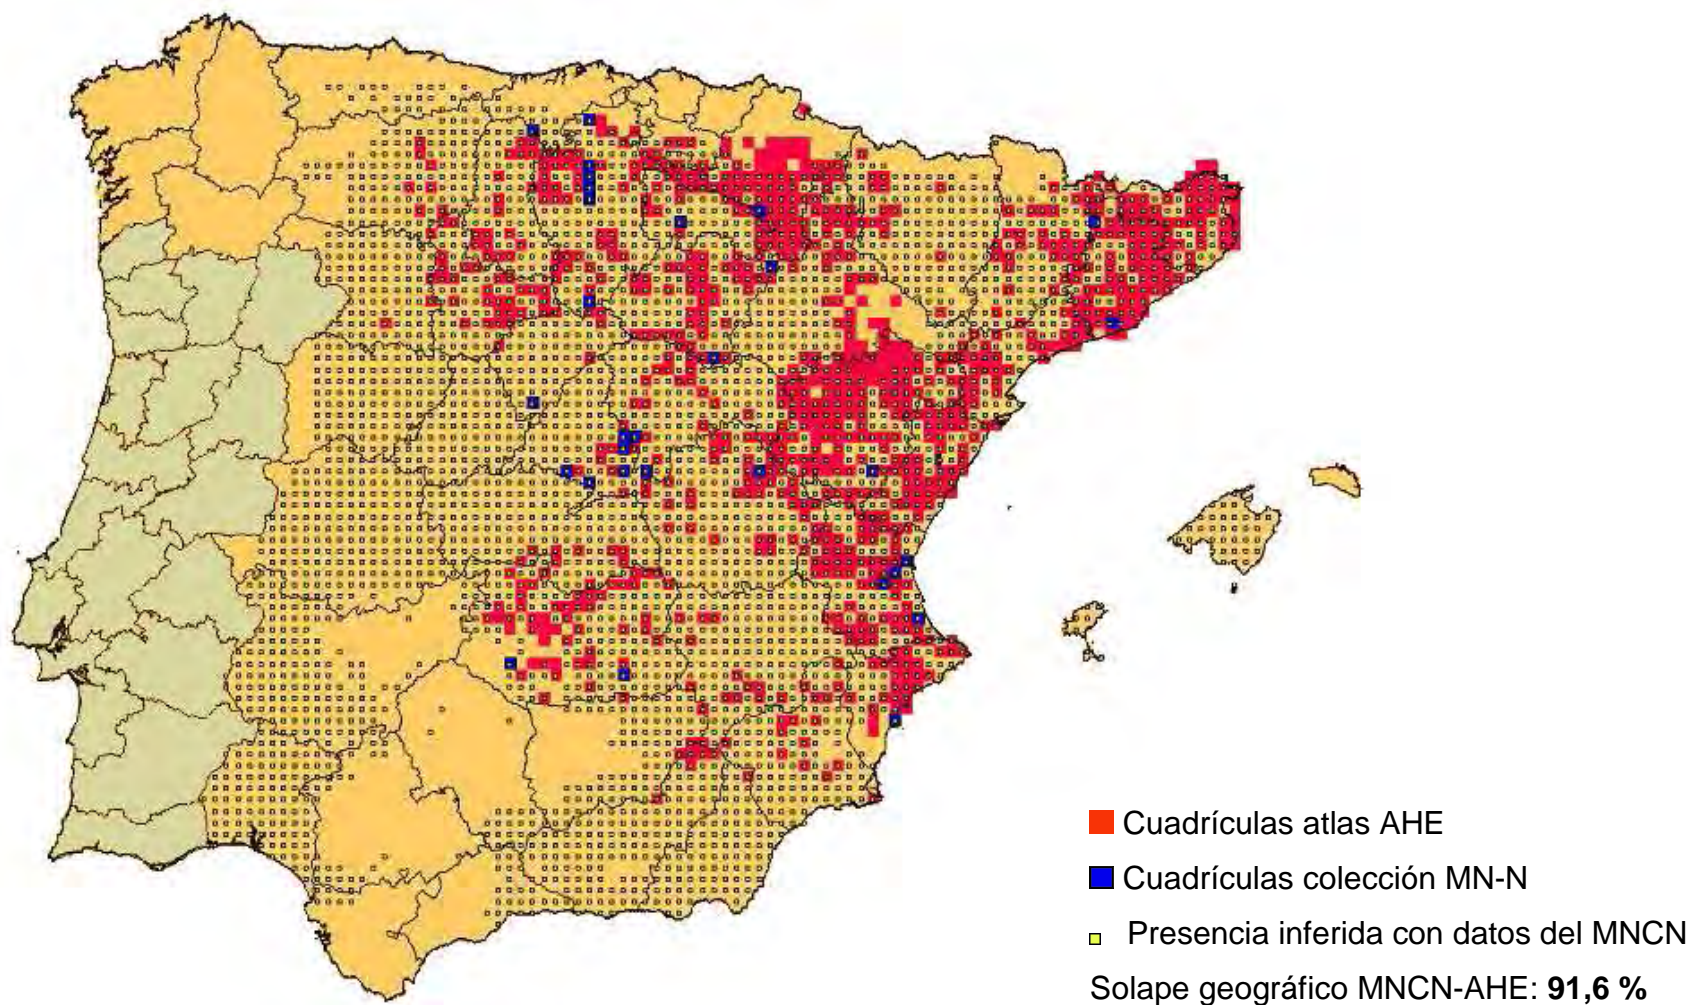 Cuadrículas atlas AHE
Cuadrículas colección MN-N
Presencia inferida con datos del MNCN
Solape geográfico MNCN-AHE: 91,6 %